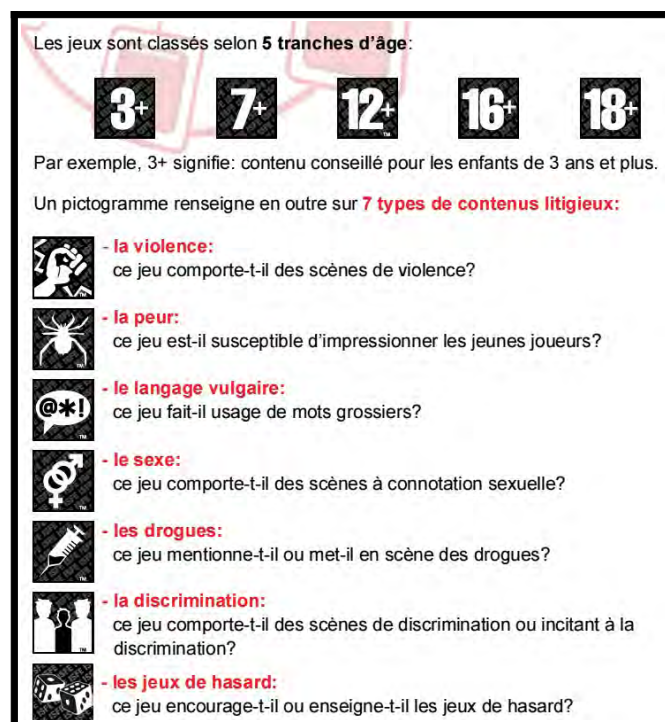 Les jeux sont classés selon 5 tranches d'âge:
3+ 7+ 12+ 16+ 18+
Par exemple, 3+ signifie: contenu conseillé pour les enfants de 3 ans et plus.
Un pictogramme renseigne en outre sur 7 types de contenus litigieux:
- la violence:
ce jeu comporte-t-il des scènes de violence?
- la peur:
ce jeu est-il susceptible d'impressionner les jeunes joueurs?
@*!
- le langage vulgaire:
ce jeu fait-il usage de mots grossiers?
- le sexe:
ce jeu comporte-t-il des scènes à connotation sexuelle?
- les drogues:
ce jeu mentionne-t-il ou met-il en scène des drogues?
- la discrimination:
ce jeu comporte-t-il des scènes de discrimination ou incitant à la
discrimination?
- les jeux de hasard:
ce jeu encourage-t-il ou enseigne-t-il les jeux de hasard?